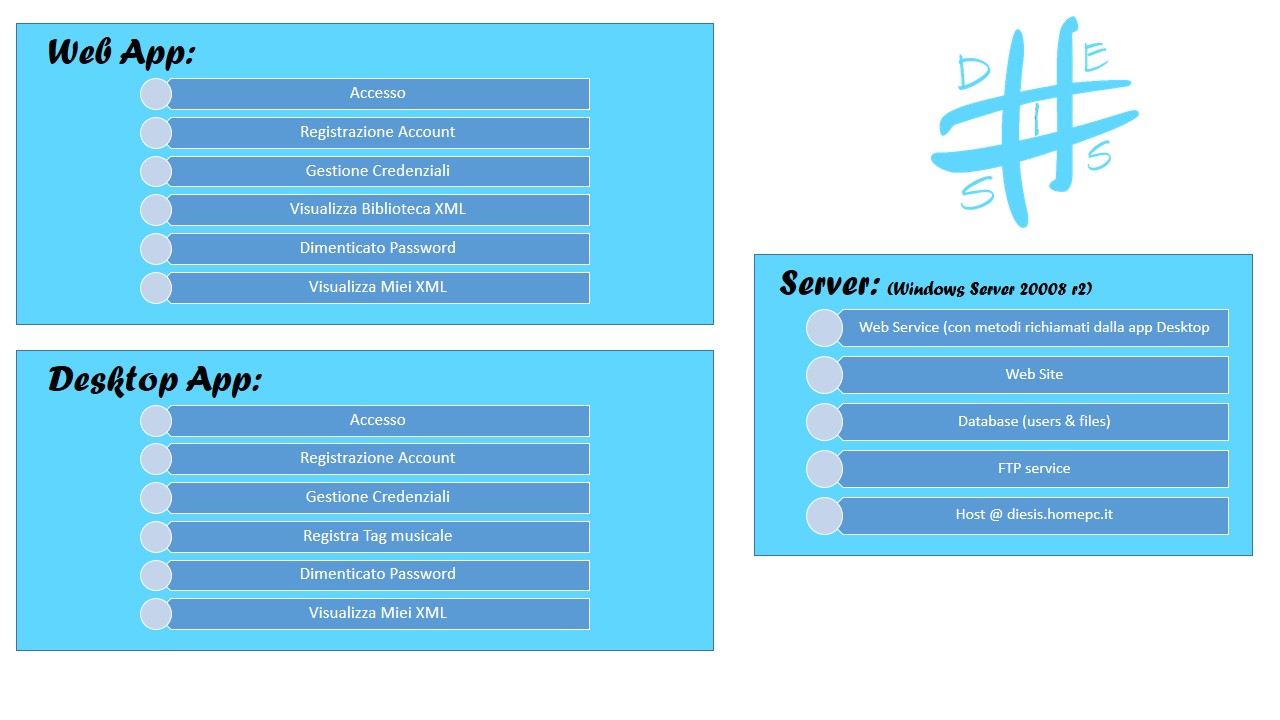 Web App:
Accesso
Registrazione Account
Gestione Credenziali
Visualizza Biblioteca XML
Dimenticato Password
Visualizza Miei XML
Desktop App:
Accesso
Registrazione Account
Gestione Credenziali
Registra Tag musicale
Dimenticato Password
Visualizza Miei XML
D E
I
S S
Server: (Windows Server 20008 r2)
Web Service (con metodi richiamati dalla app Desktop
Web Site
Database (users & files)
FTP service
Host @ diesis.homepc.it